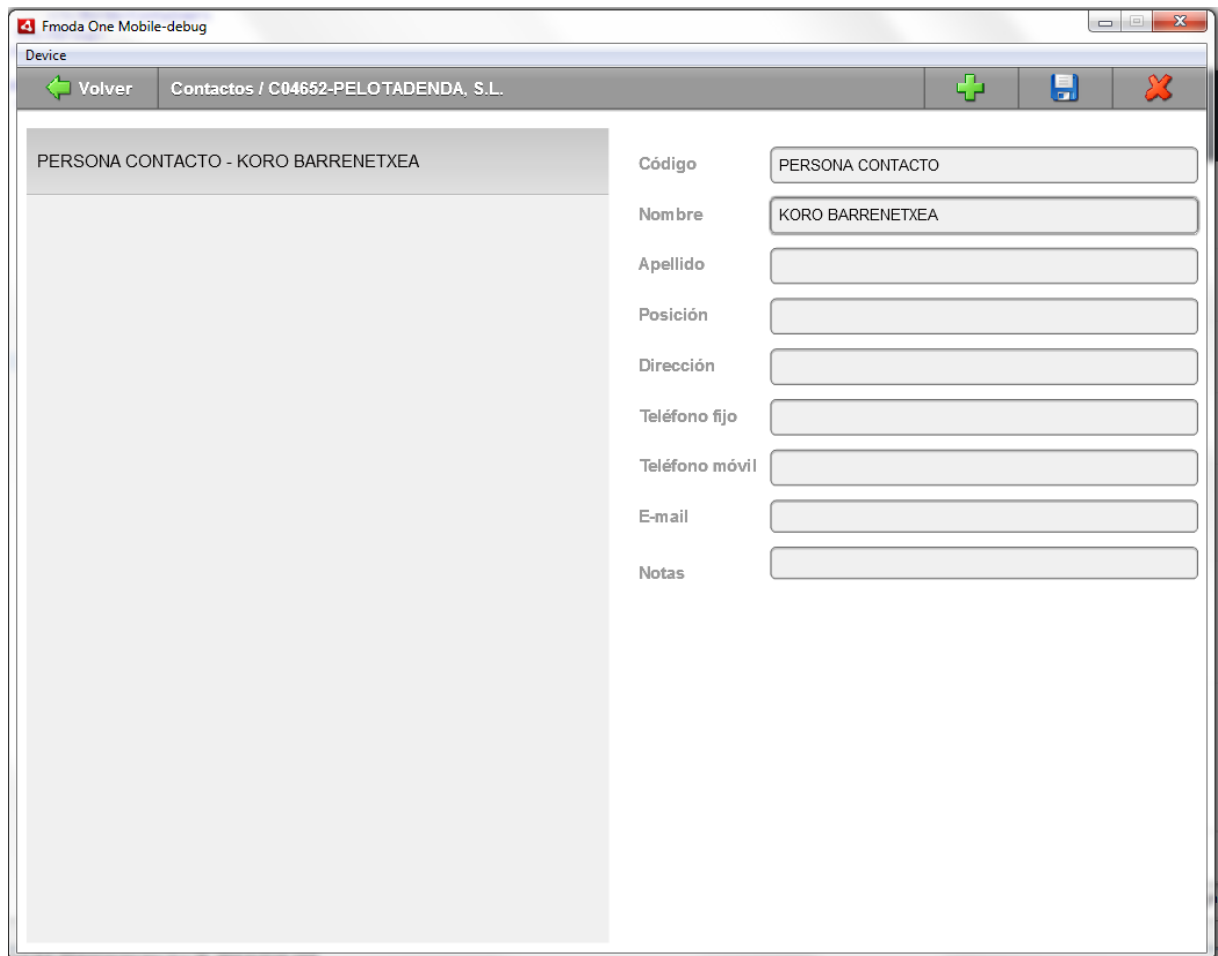 Fmoda One Mobile-debug
Device
Volver
Contactos / C04652-PELOTADENDA, S.L.
PERSONA CONTACTO - KORO BARRENETXEA
Código
PERSONA CONTACTO
Nombre
KORO BARRENETXEA
Apellido
Posición
Dirección
Teléfono fijo
Teléfono móvil
E-mail
Notas